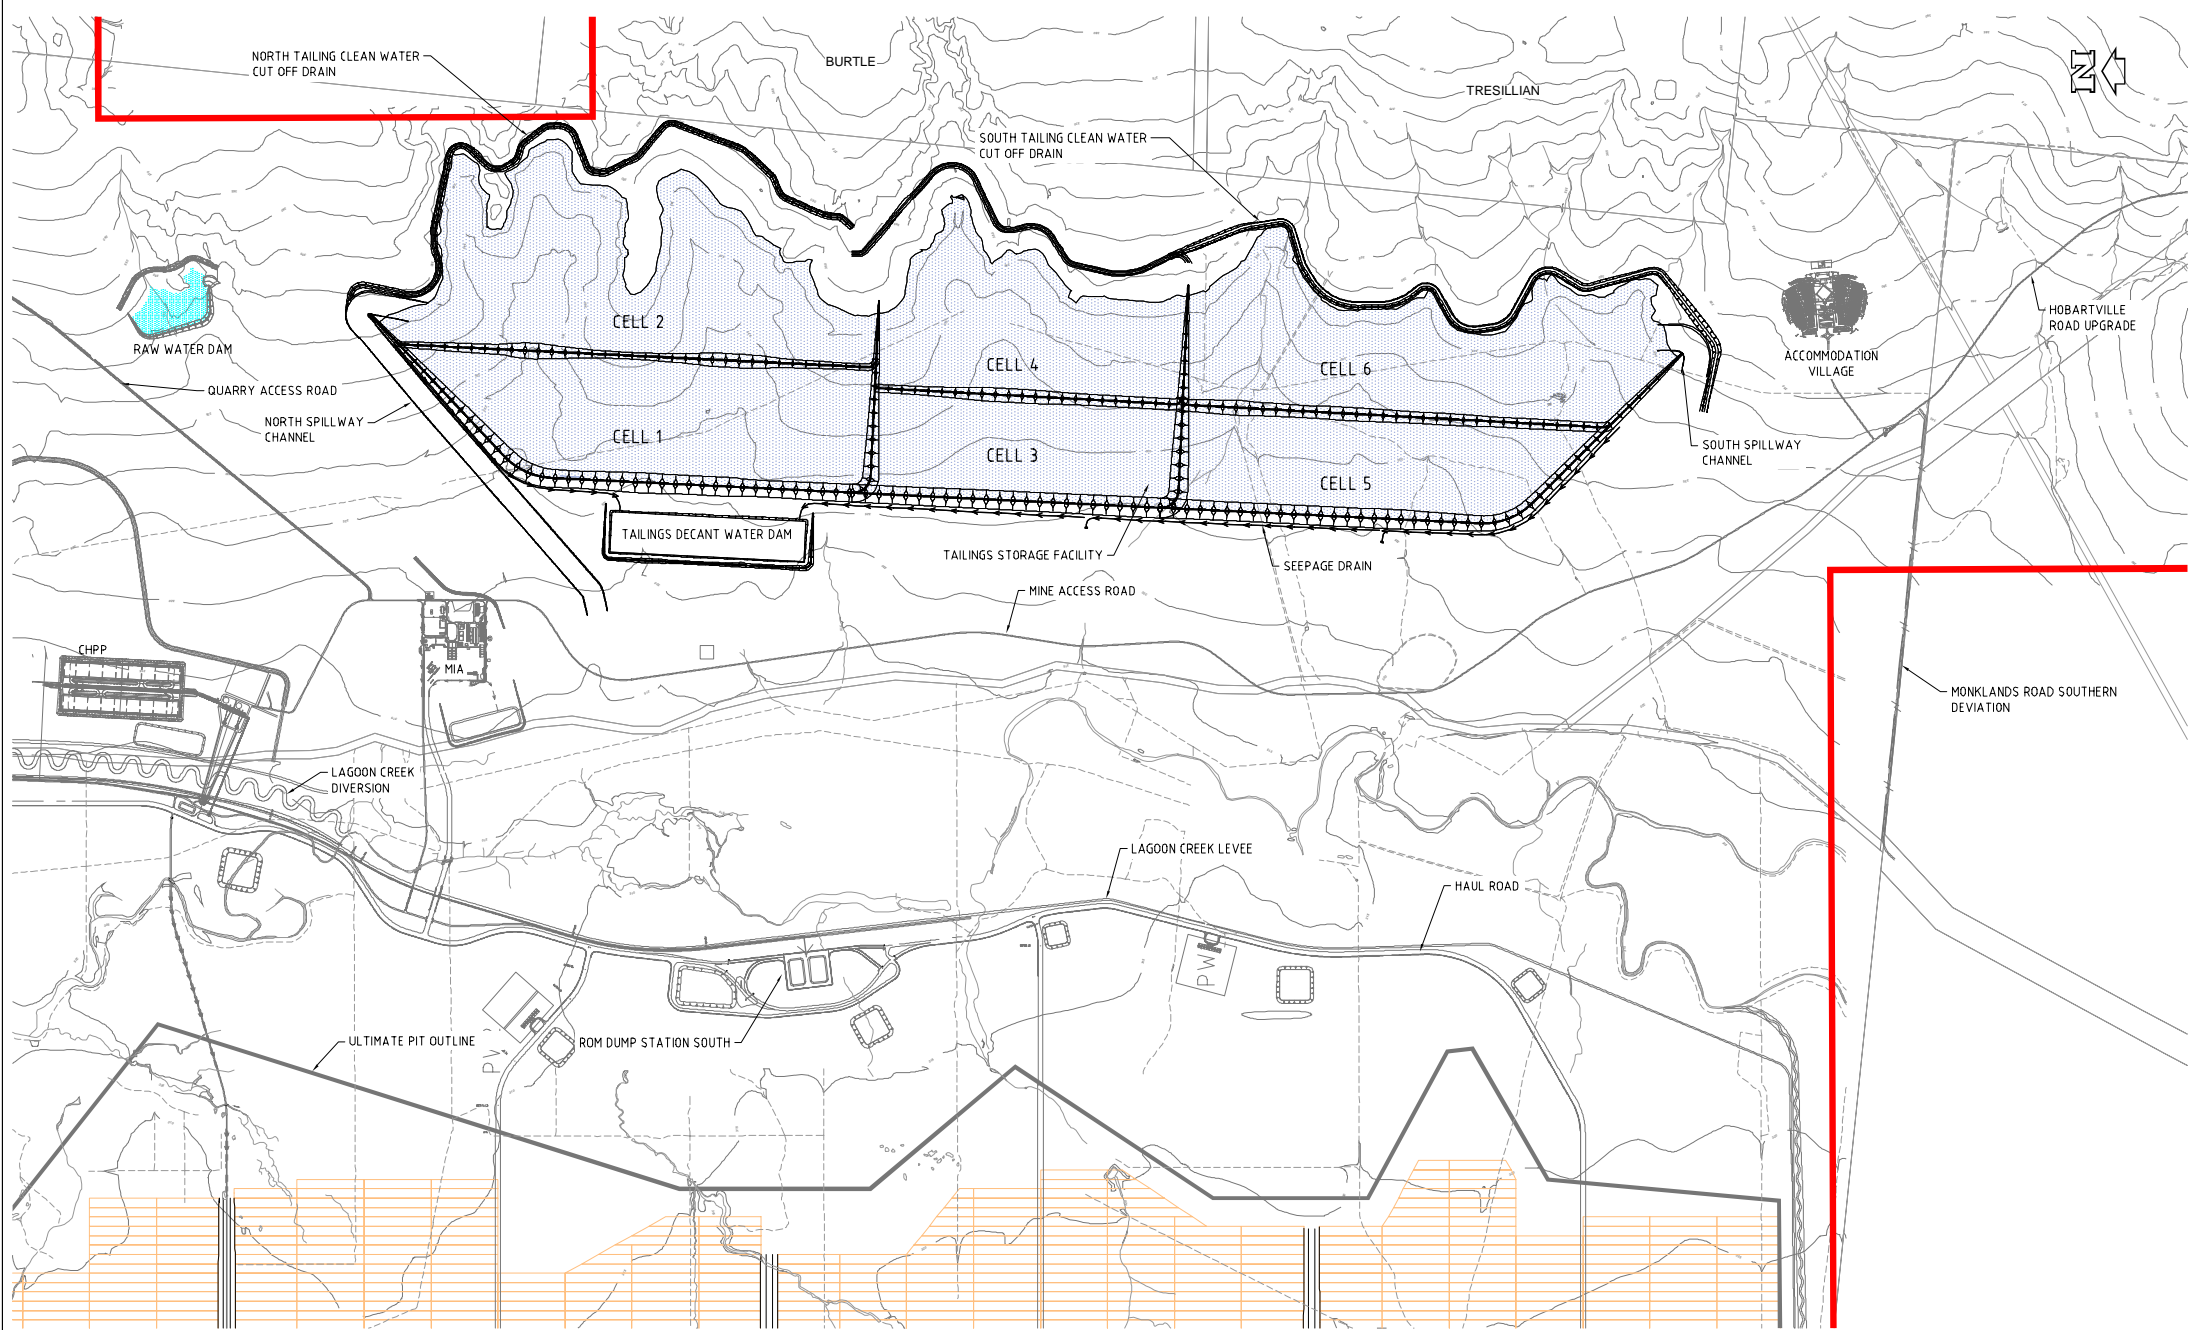 NORTH TAILING CLEAN WATER
CUT OFF DRAIN
BURTLE
TRESILLIAN
N
SOUTH TAILING CLEAN WATER
CUT OFF DRAIN
RAW WATER DAM
QUARRY ACCESS ROAD
NORTH SPILLWAY
CHANNEL
CELL 2
CELL 4
CELL 6
CELL 1
CELL 3
CELL 5
HOBARTVILLE
ROAD UPGRADE
ACCOMMODATION
VILLAGE
SOUTH SPILLWAY
CHANNEL
TAILINGS DECANT WATER DAM
TAILINGS STORAGE FACILITY
SEEPAGE DRAIN
MINE ACCESS ROAD
CHPP
MIA
MONKLANDS ROAD SOUTHERN
DEVIATION
LAGOON CREEK
DIVERSION
LAGOON CREEK LEVEE
HAUL ROAD
PW
ULTIMATE PIT OUTLINE
ROM DUMP STATION SOUTH